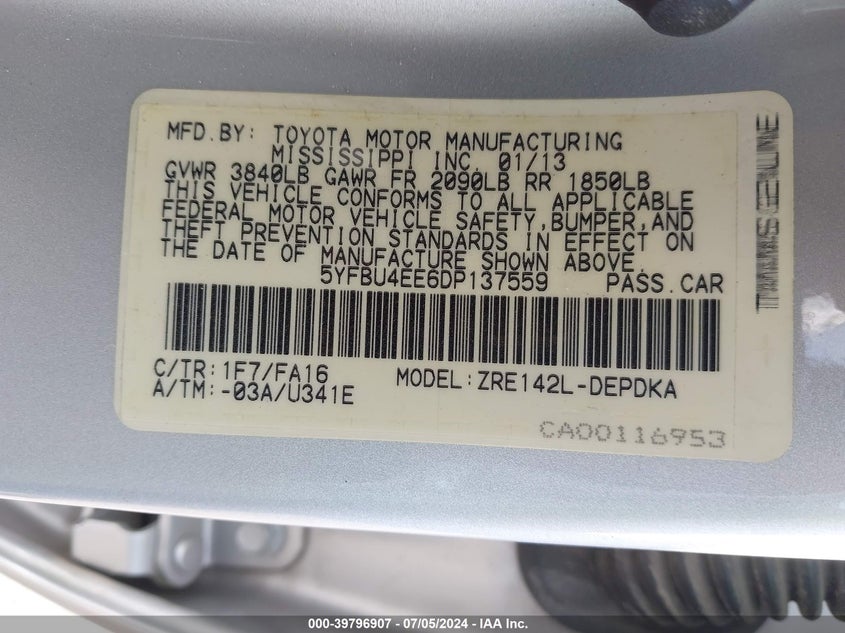 MFD.BY: TOYOTA MOTOR MANUFACTURING
MISSISSIPPI INC. 01/13
GVWR 3840LB GAWR FR 2090LB RR 1850LB
THIS VEHICLE CONFORMS TO ALL APPLICABLE
FEDERAL MOTOR VEHICLE SAFETY,BUMPER,AND
THEFT PREVENTION STANDARDS IN EFFECT ON
THE DATE OF MANUFACTURE SHOWN ABOVE.
5YFBU4EE6DP137559 PASS.CAR
C/TR:1F7/FA16 MODEL:ZRE142L-DEPDKA
A/TM:-03A/U341E
CA00116953
000-39796907 - 07/05/2024 - IAA Inc.